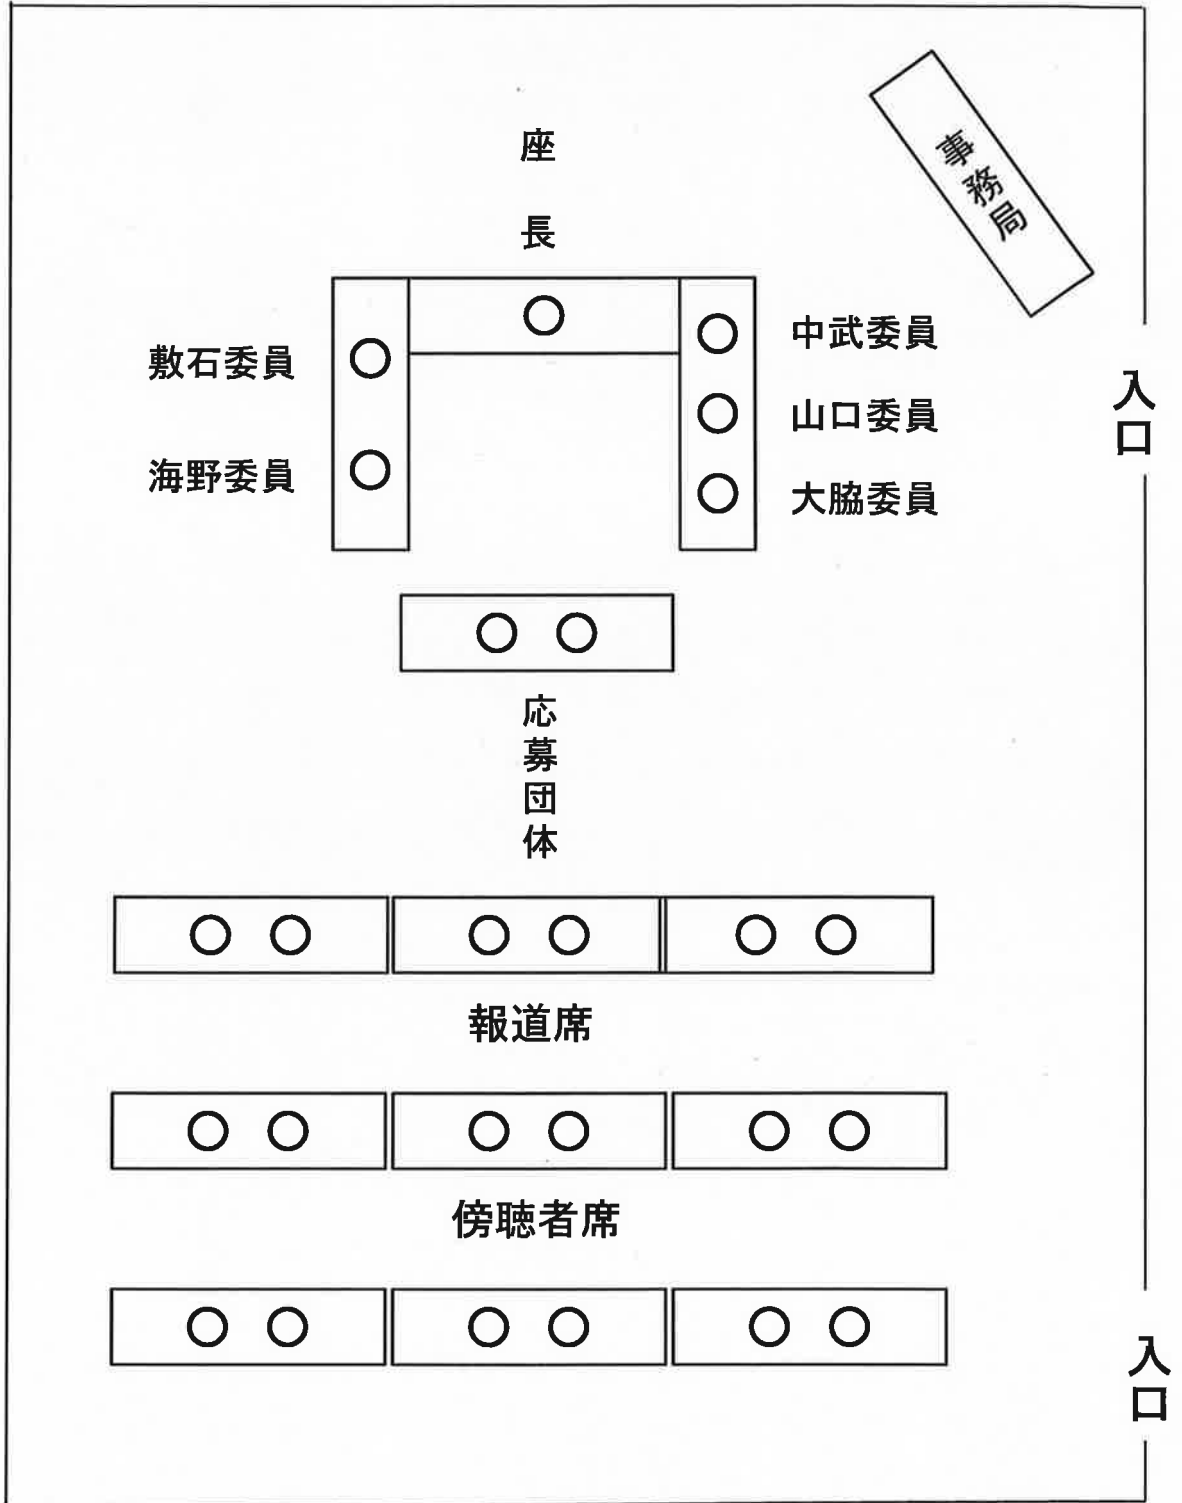 座長
事務局
敷石委員
海野委員
中武委員
山口委員
大脇委員
入口
応募団体
報道席
傍聴者席
入口